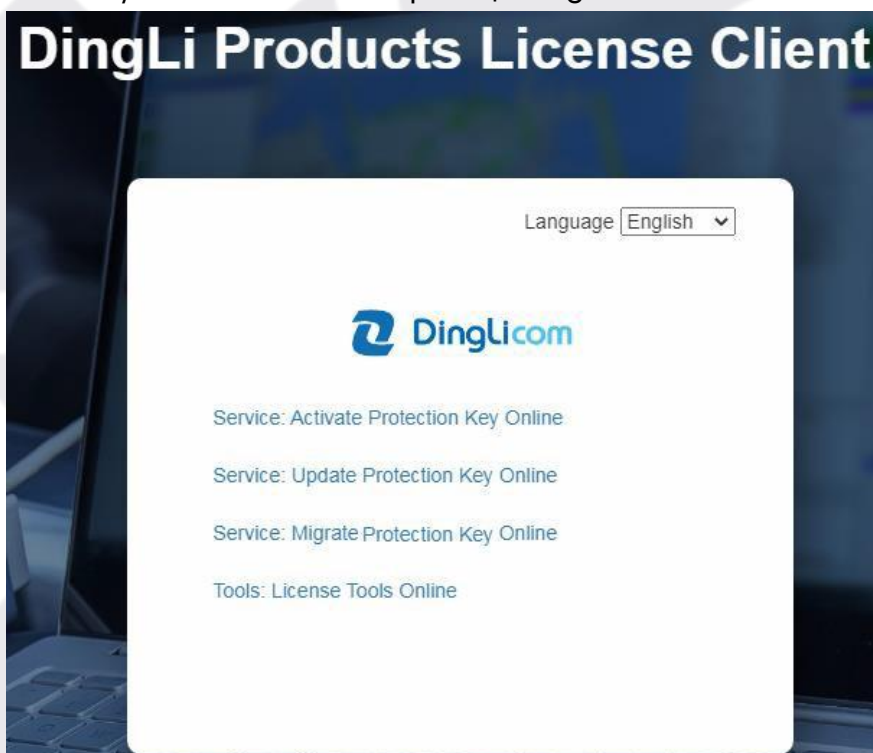 DingLi Products License Client
Language English
Dinglicom
Service: Activate Protection Key Online
Service: Update Protection Key Online
Service: Migrate Protection Key Online
Tools: License Tools Online